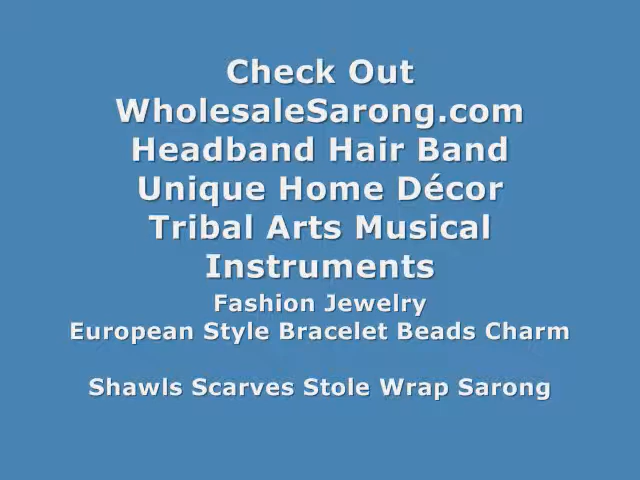 Check Out
WholesaleSarong.com
Headband Hair Band
Unique Home Décor
Tribal Arts Musical
Instruments
Fashion Jewelry
European Style Bracelet Beads Charm
Shawls Scarves Stole Wrap Sarong